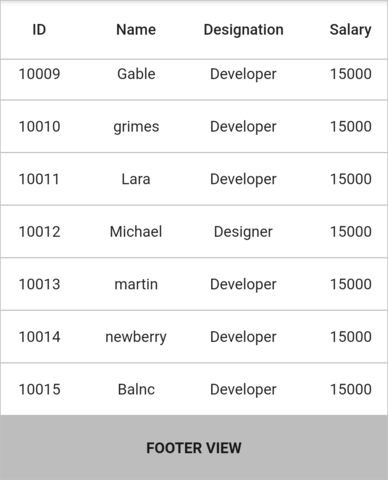 ID Name Designation Salary
10009 Gable Developer 15000
10010 grimes Developer 15000
10011 Lara Developer 15000
10012 Michael Designer 15000
10013 martin Developer 15000
10014 newberry Developer 15000
10015 Balnc Developer 15000
FOOTER VIEW